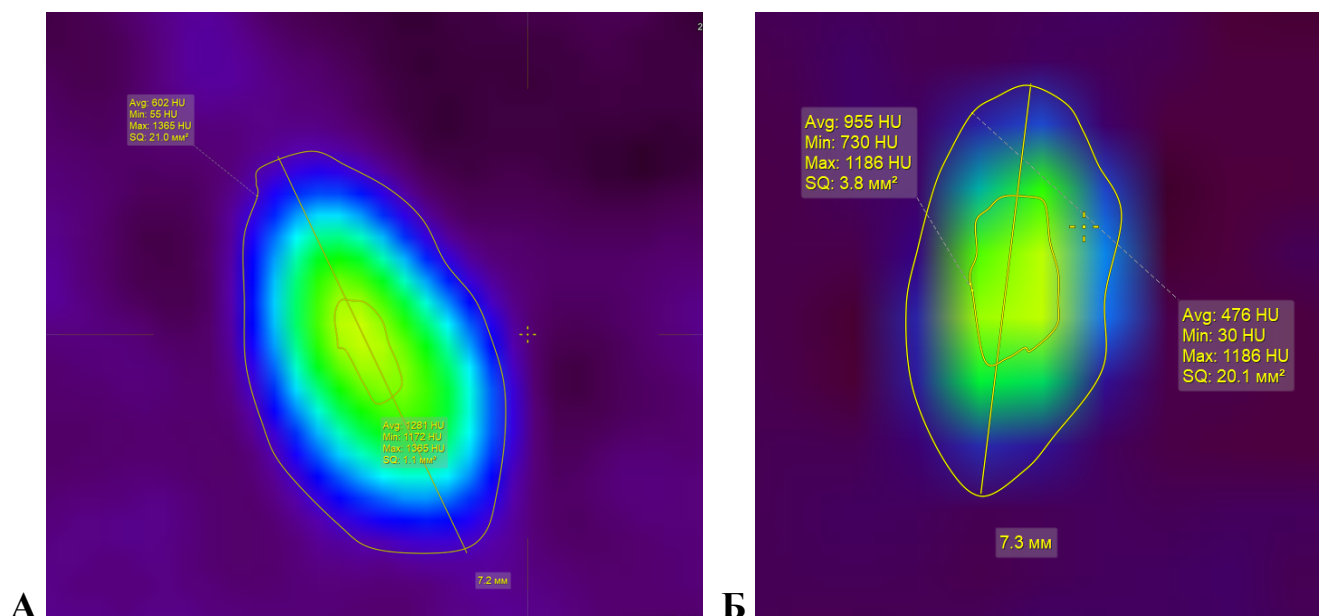 2
Avg: 602 HU
Min: 55 HU
Max: 1365 HU
SQ: 21.0 мм²
Avg: 1281 HU
Min: 1172 HU
Max: 1365 HU
SQ: 1.1 мм²
7.2 мм
А
Avg: 955 HU
Min: 730 HU
Max: 1186 HU
SQ: 3.8 мм²
Avg: 476 HU
Min: 30 HU
Max: 1186 HU
SQ: 20.1 мм²
7.3 мм
Б